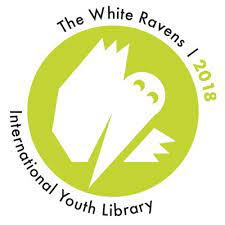 The White Ravens | 2018
International Youth Library